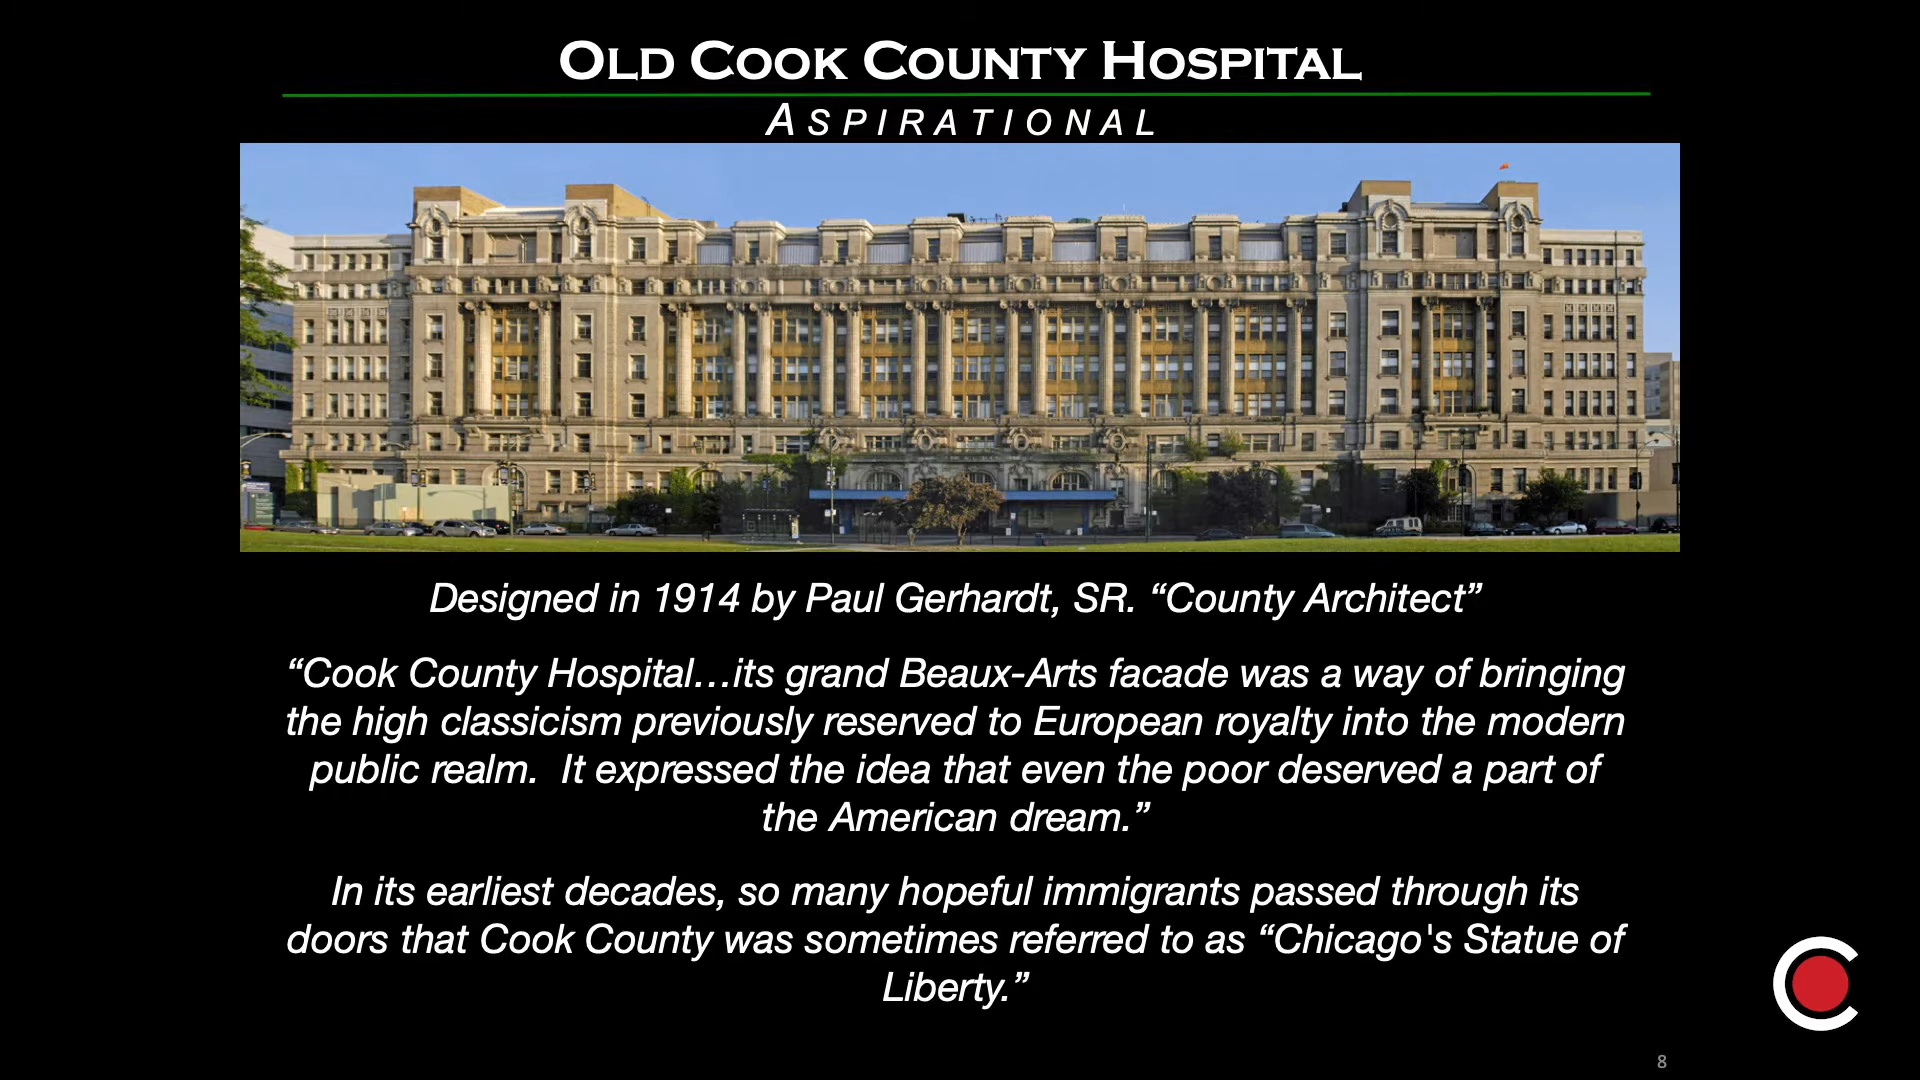 OLD COOK COUNTY HOSPITAL
ASPIRATIONAL
Designed in 1914 by Paul Gerhardt, SR. “County Architect”
“Cook County Hospital…its grand Beaux-Arts facade was a way of bringing
the high classicism previously reserved to European royalty into the modern
public realm.  It expressed the idea that even the poor deserved a part of
the American dream.”
In its earliest decades, so many hopeful immigrants passed through its
doors that Cook County was sometimes referred to as “Chicago's Statue of
Liberty.”
8